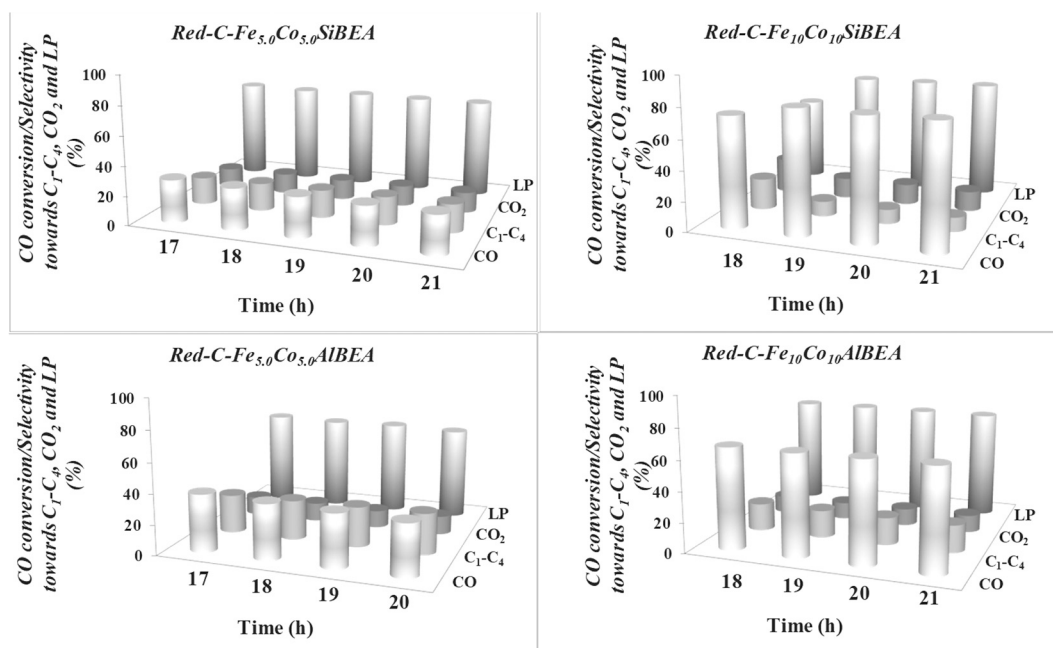 Red-C-Fe5.0Co5.0SiBEA
CO conversion/Selectivity
towards C1-C4, CO2 and LP
(%)
100
80
60
40
20
0
17
18
19
20
21
LP
CO2
C1-C4
CO
Time (h)
Red-C-Fe10Co10SiBEA
CO conversion/Selectivity
towards C1-C4, CO2 and LP
(%)
100
80
60
40
20
0
18
19
20
21
LP
CO2
C1-C4
CO
Time (h)
Red-C-Fe5.0Co5.0AlBEA
CO conversion/Selectivity
towards C1-C4, CO2 and LP
(%)
100
80
60
40
20
0
17
18
19
20
LP
CO2
C1-C4
CO
Time (h)
Red-C-Fe10Co10AlBEA
CO conversion/Selectivity
towards C1-C4, CO2 and LP
(%)
100
80
60
40
20
0
18
19
20
21
LP
CO2
C1-C4
CO
Time (h)